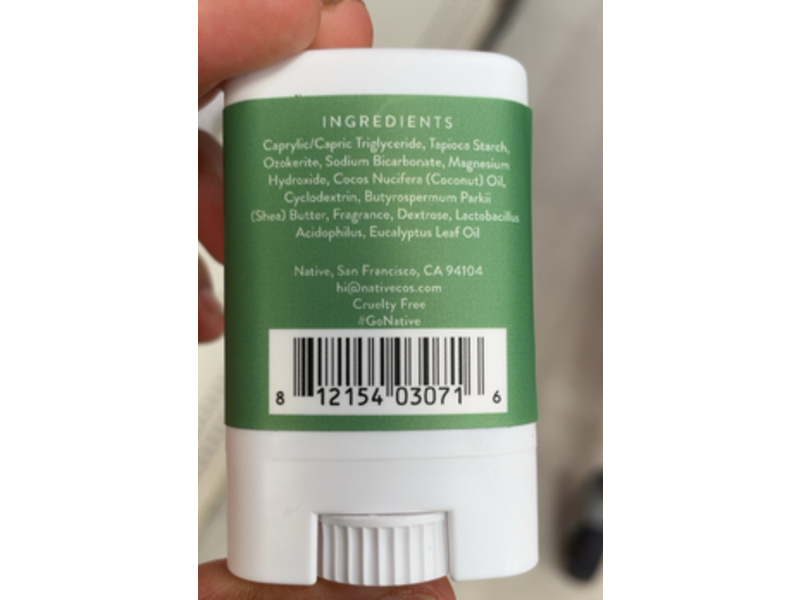 INGREDIENTS
Caprylic/Capric Triglyceride, Tapioca Starch,
Ozokerite, Sodium Bicarbonate, Magnesium
Hydroxide, Cocos Nucifera (Coconut) Oil,
Cyclodextrin, Butyrospermum Parkii
(Shea) Butter, Fragrance, Dextrose, Lactobacillus
Acidophilus, Eucalyptus Leaf Oil
Native, San Francisco, CA 94104
hi@nativecos.com
Cruelty Free
#GoNative
8 12154 03071 6